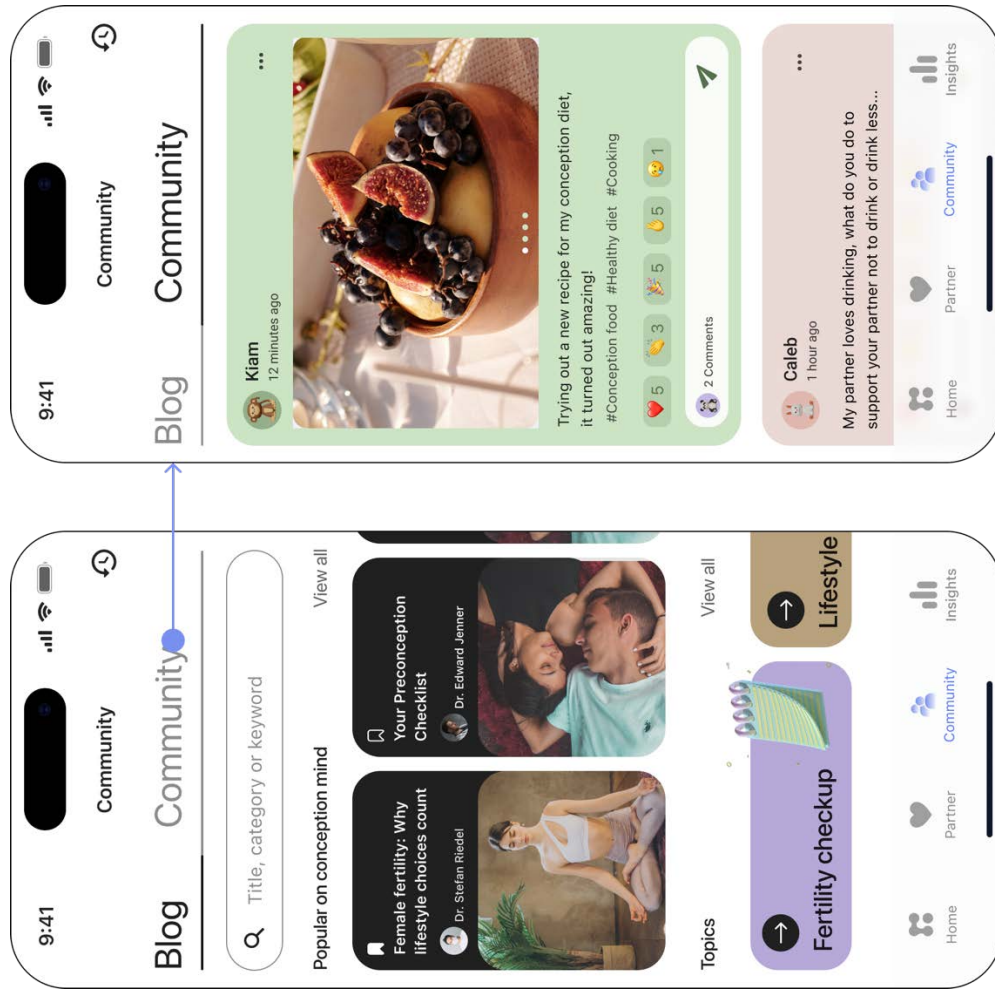 9:41
Community
Blog Community
Title, category or keyword
Popular on conception mind View all
Female fertility: Why
lifestyle choices count
Dr. Stefan Riedel
Your Preconception
Checklist
Dr. Edward Jenner
Topics View all
Fertility checkup
Lifestyle
Home Partner Community Insights
9:41
Community
Blog Community
Kiam
12 minutes ago
Trying out a new recipe for my conception diet,
it turned out amazing!
#Conception food #Healthy diet #Cooking
5 3 5 5 1
2 Comments
Caleb
1 hour ago
My partner loves drinking, what do you do to
support your partner not to drink or drink less...
Home Partner Community Insights